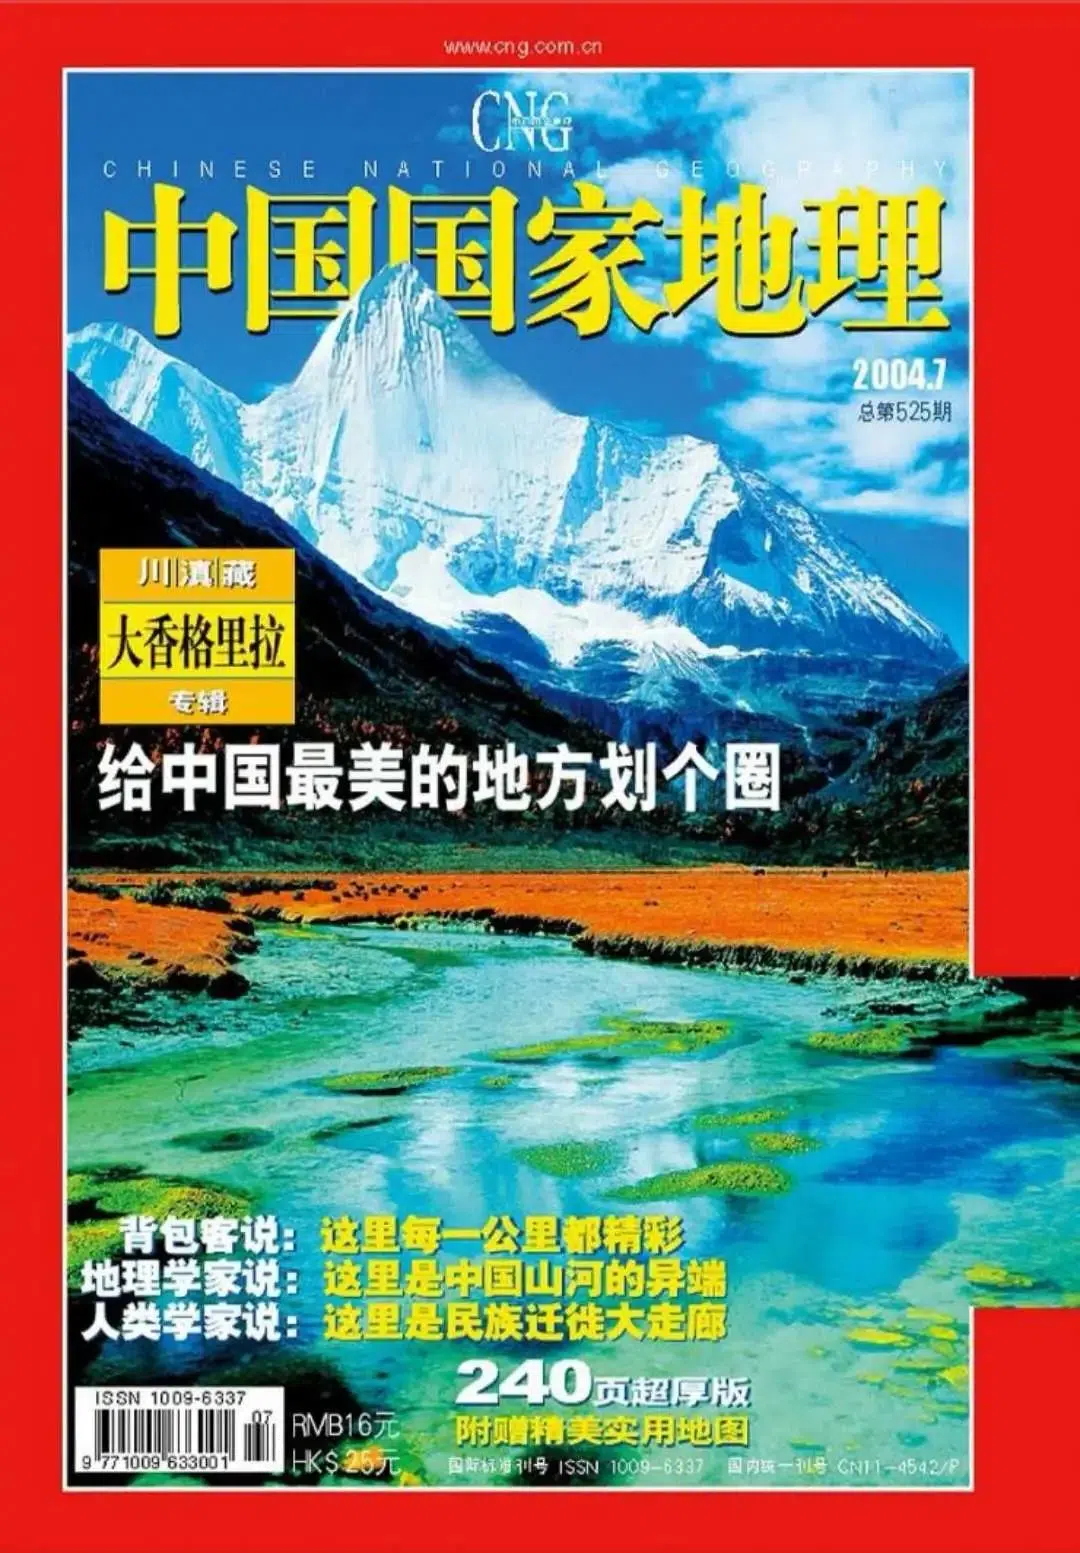 www.cng.com.cn
CNG
CHINESE NATIONAL GEOGRAPHY
中国国家地理
2004.7
总第525期
川滇藏
大香格里拉
专辑
给中国最美的地方划个圈
背包客说：这里每一公里都精彩
地理学家说：这里是中国山河的异端
人类学家说：这里是民族迁徙大走廊
240页超厚版
附赠精美实用地图
ISSN 1009-6337
07
9 771009 633001
RMB16元
HK$25元
国际标准刊号 ISSN 1009-6337 国内统一刊号 CN11-4542/P